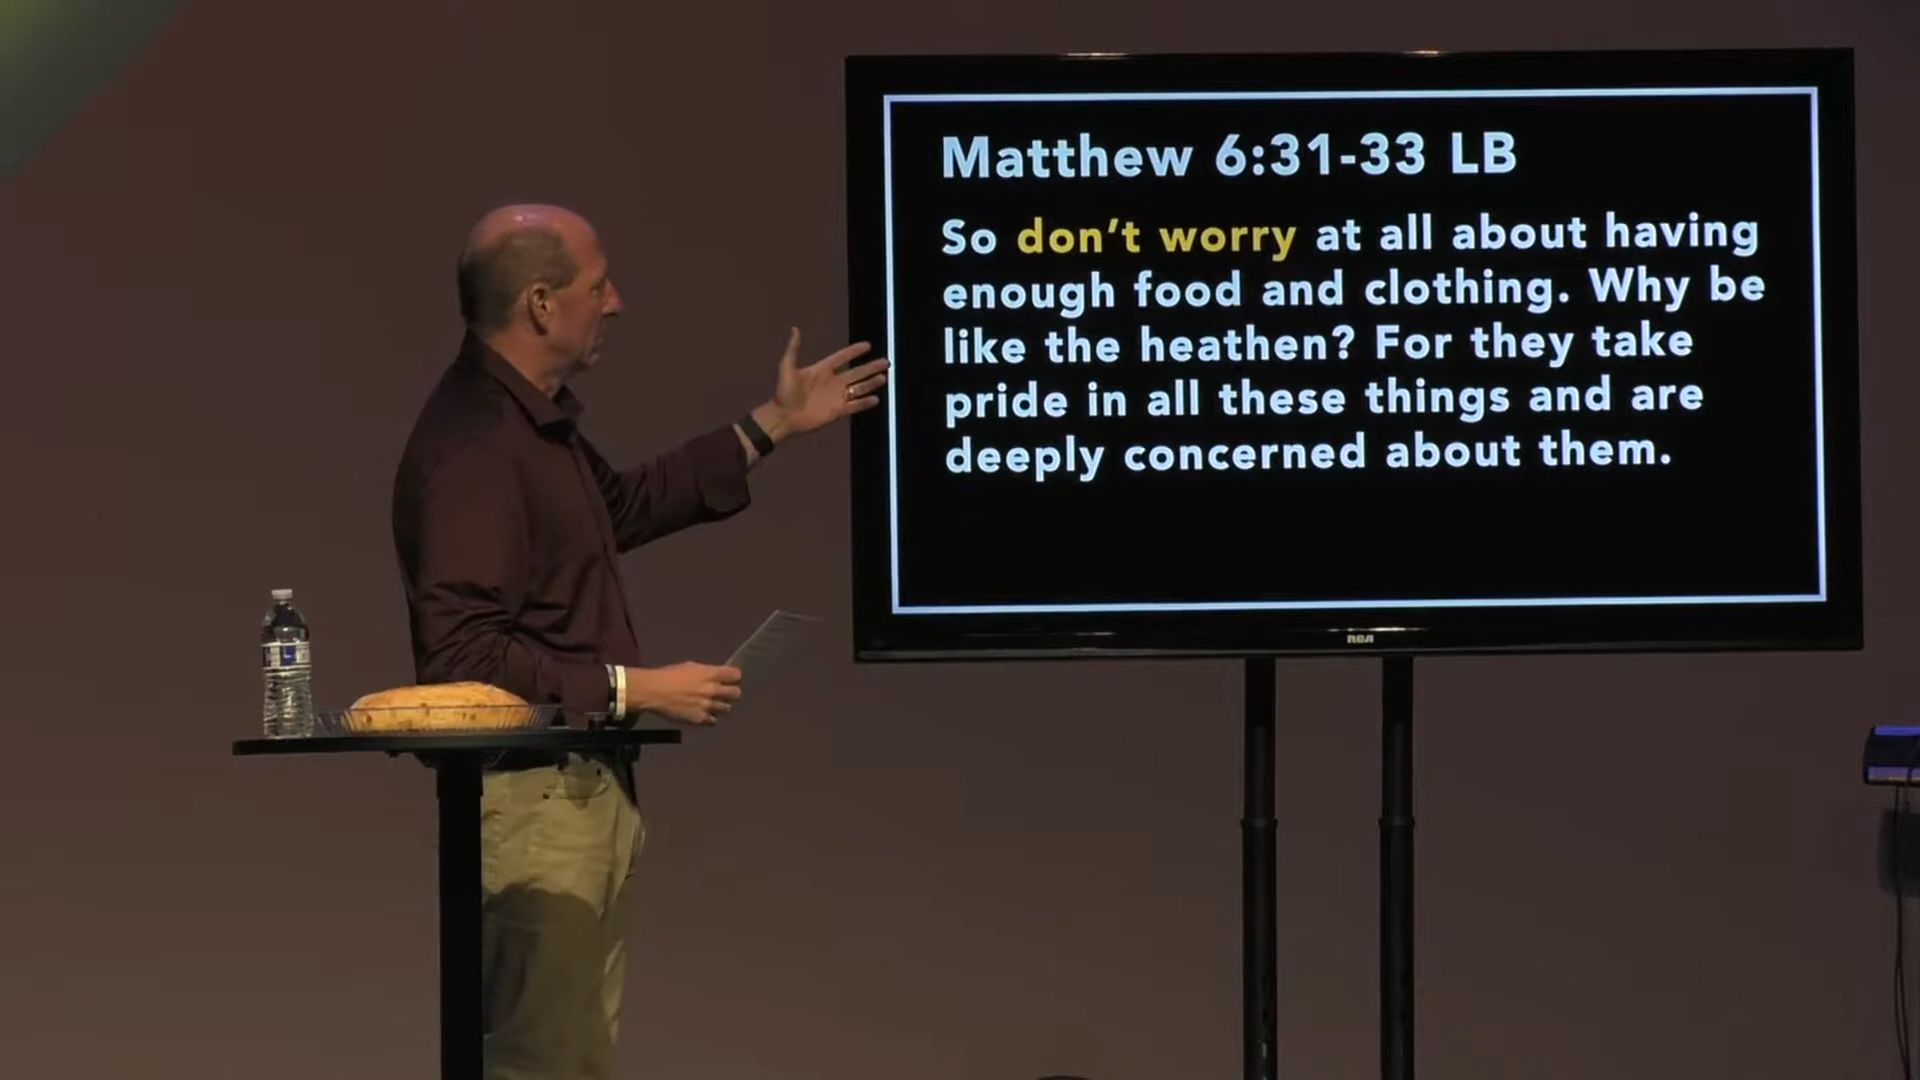 Matthew 6:31-33 LB
So don't worry at all about having
enough food and clothing. Why be
like the heathen? For they take
pride in all these things and are
deeply concerned about them.
RCA